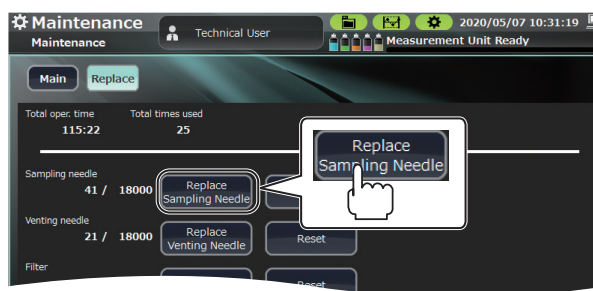 Maintenance
Technical User
2020/05/07 10:31:19
Maintenance
Measurement Unit Ready
Main
Replace
Total oper. time
Total times used
115:22
25
Replace
Sampling Needle
Sampling needle
41 / 18000
Replace
Sampling Needle
Venting needle
21 / 18000
Replace
Venting Needle
Reset
Filter
Reset